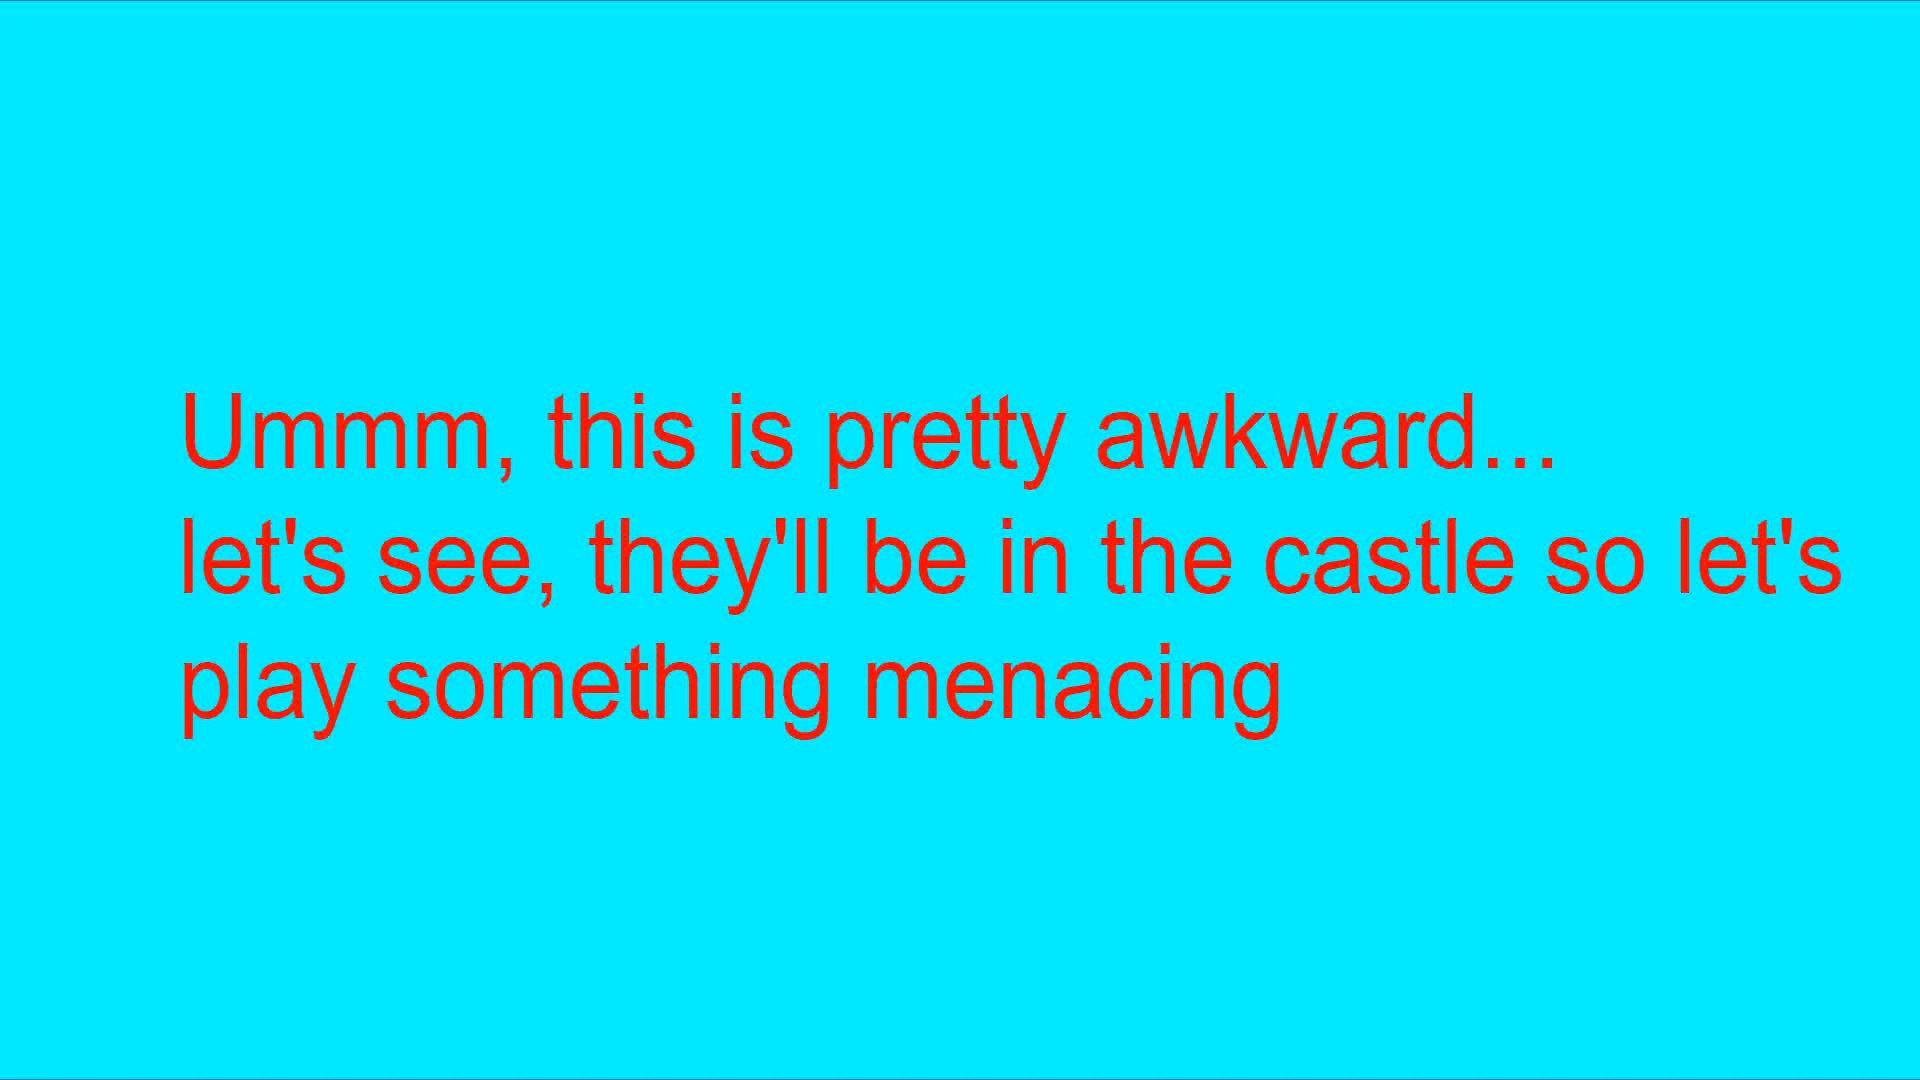 Ummm, this is pretty awkward...
let's see, they'll be in the castle so let's
play something menacing